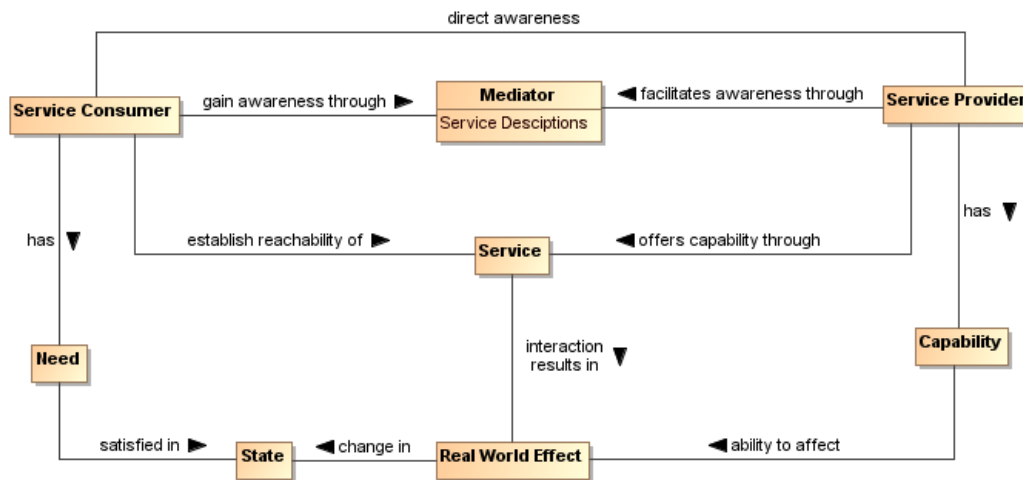 direct awareness
Service Consumer
gain awareness through
Mediator
Service Desciptions
facilitates awareness through
Service Provider
has
establish reachability of
Service
offers capability through
has
Need
interaction
results in
Capability
satisfied in
State
change in
Real World Effect
ability to affect